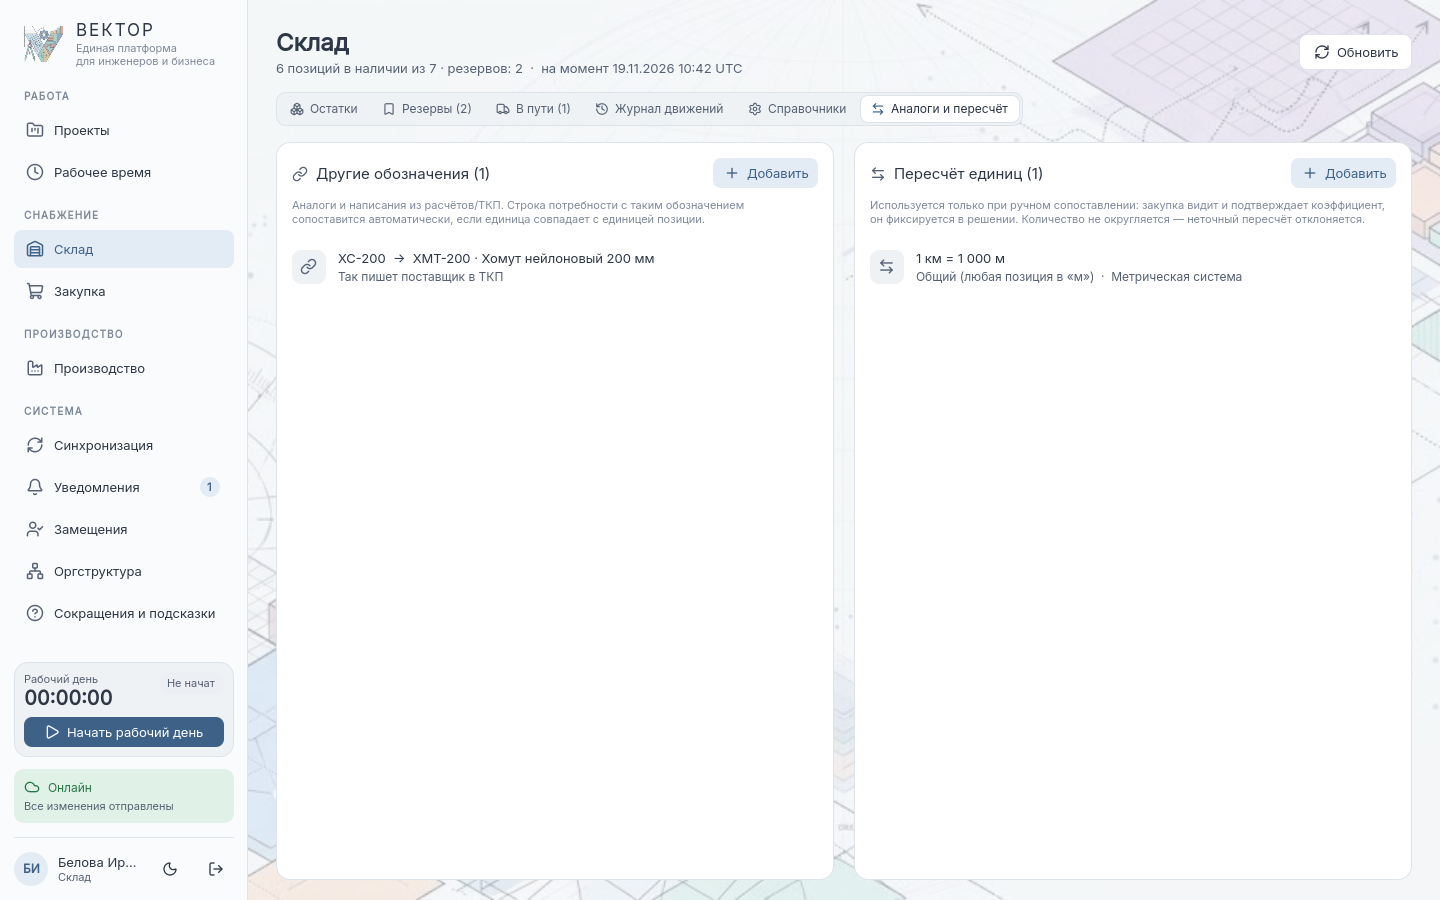 ВЕКТОР
Единая платформа
для инженеров и бизнеса
РАБОТА
Проекты
Рабочее время
СНАБЖЕНИЕ
Склад
Закупка
ПРОИЗВОДСТВО
Производство
СИСТЕМА
Синхронизация
Уведомления 1
Замещения
Оргструктура
Сокращения и подсказки
Рабочий день
Не начат
00:00:00
Начать рабочий день
Онлайн
Все изменения отправлены
БИ
Белова Ир...
Склад
Склад
6 позиций в наличии из 7 · резервов: 2 · на момент 19.11.2026 10:42 UTC
Обновить
Остатки Резервы (2) В пути (1) Журнал движений Справочники Аналоги и пересчёт
Другие обозначения (1)
Добавить
Аналоги и написания из расчётов/ТКП. Строка потребности с таким обозначением
сопоставится автоматически, если единица совпадает с единицей позиции.
ХС-200 → ХМТ-200 · Хомут нейлоновый 200 мм
Так пишет поставщик в ТКП
Пересчёт единиц (1)
Добавить
Используется только при ручном сопоставлении: закупка видит и подтверждает коэффициент,
он фиксируется в решении. Количество не округляется — неточный пересчёт отклоняется.
1 км = 1 000 м
Общий (любая позиция в «м») · Метрическая система